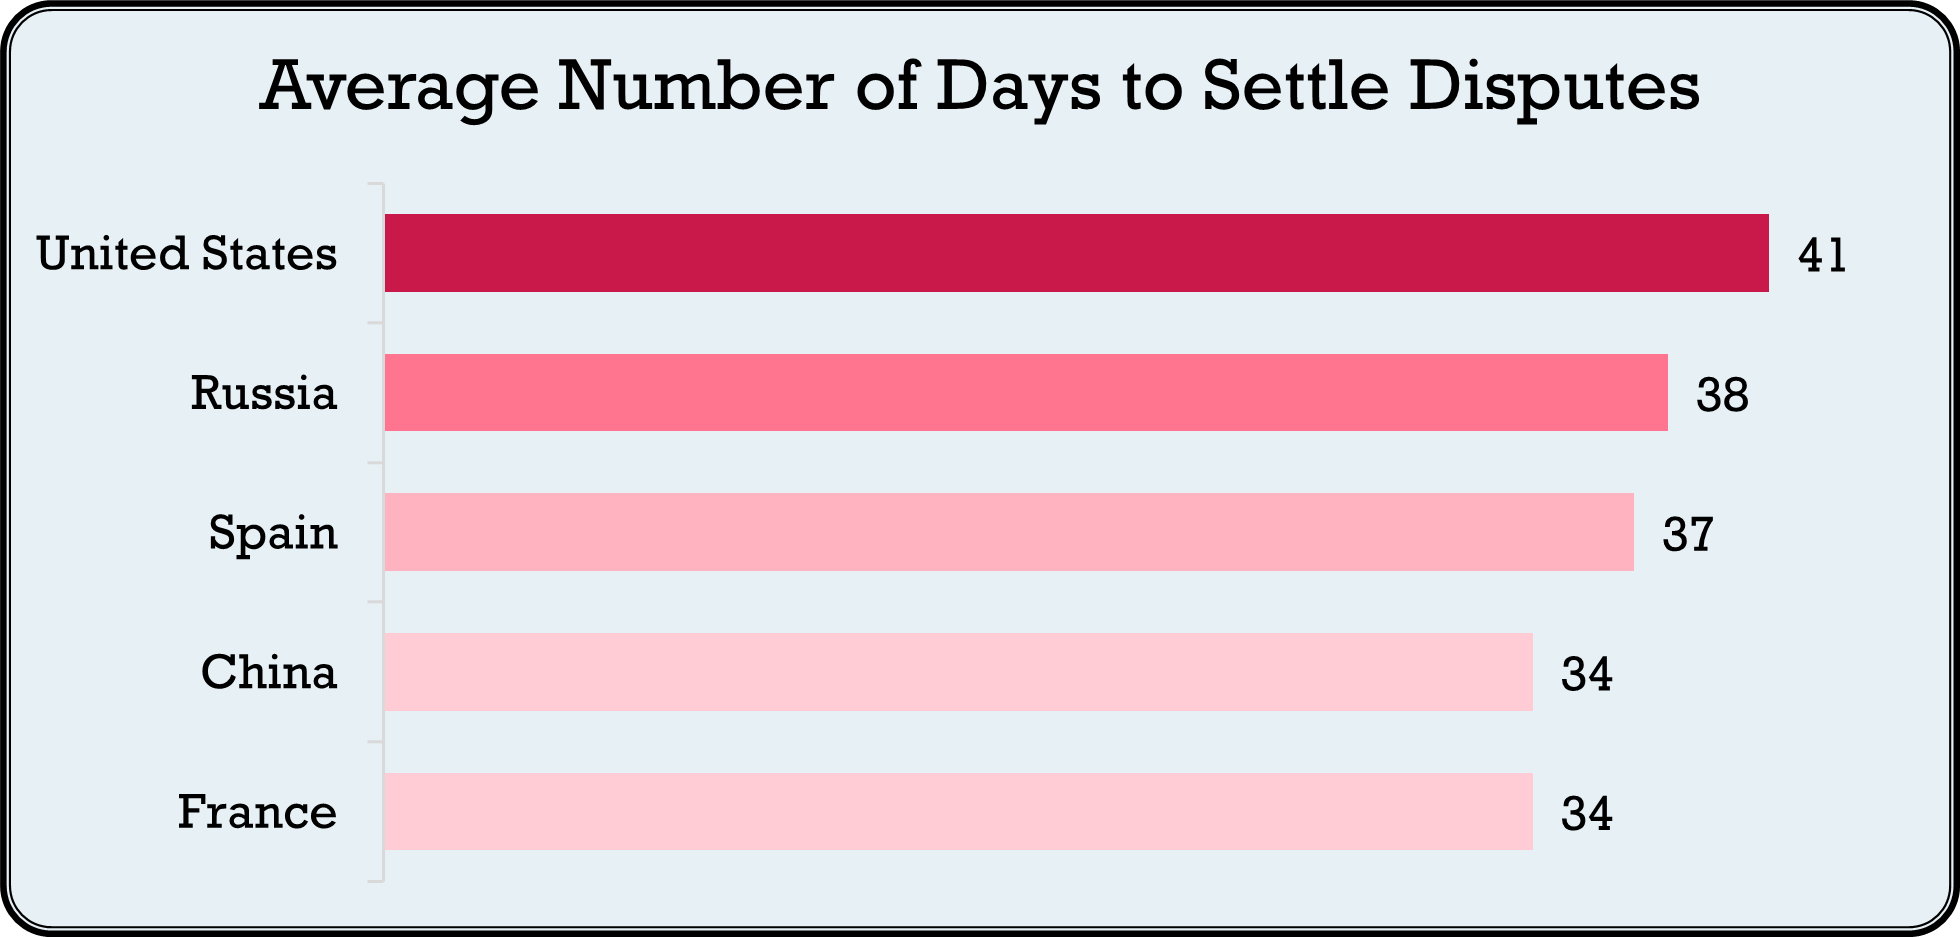 Average Number of Days to Settle Disputes
United States 41
Russia 38
Spain 37
China 34
France 34